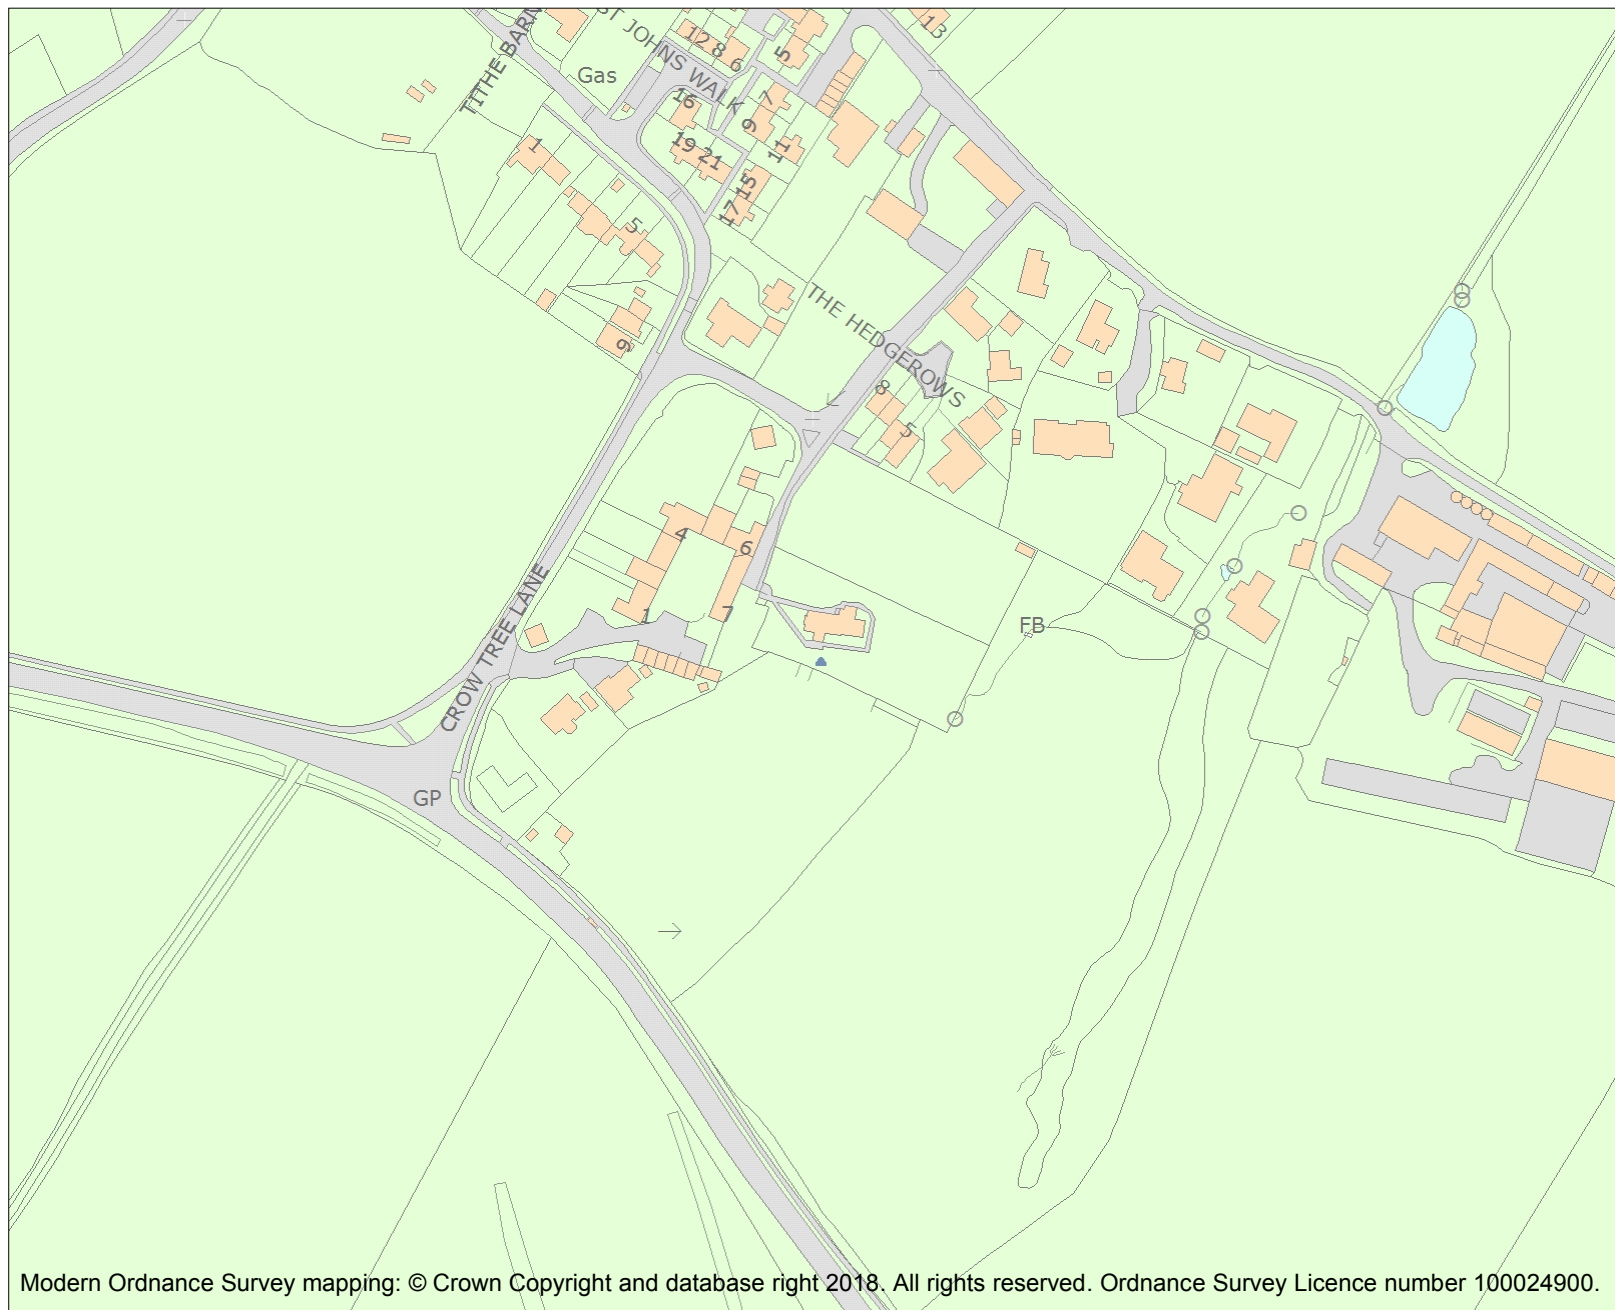 13
ST JOHNS WALK
12
8
6
5
TITHE BARN
Gas
16
7
9
11
19
21
15
17
1
5
9
THE HEDGEROWS
8
5
4
6
1
7
CROW TREE LANE
FB
GP
Modern Ordnance Survey mapping: © Crown Copyright and database right 2018. All rights reserved. Ordnance Survey Licence number 100024900.